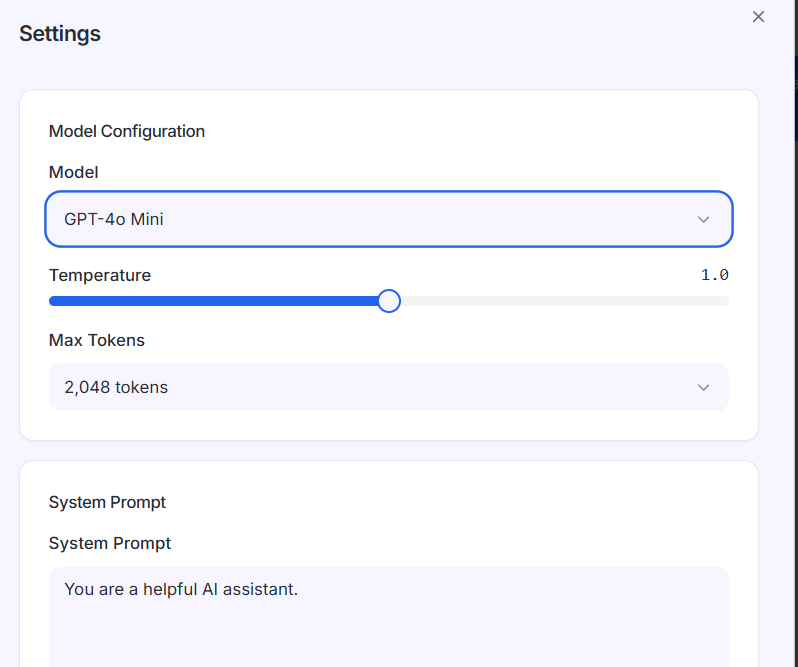 Settings
Model Configuration
Model
GPT-4o Mini
Temperature 1.0
Max Tokens
2,048 tokens
System Prompt
System Prompt
You are a helpful AI assistant.